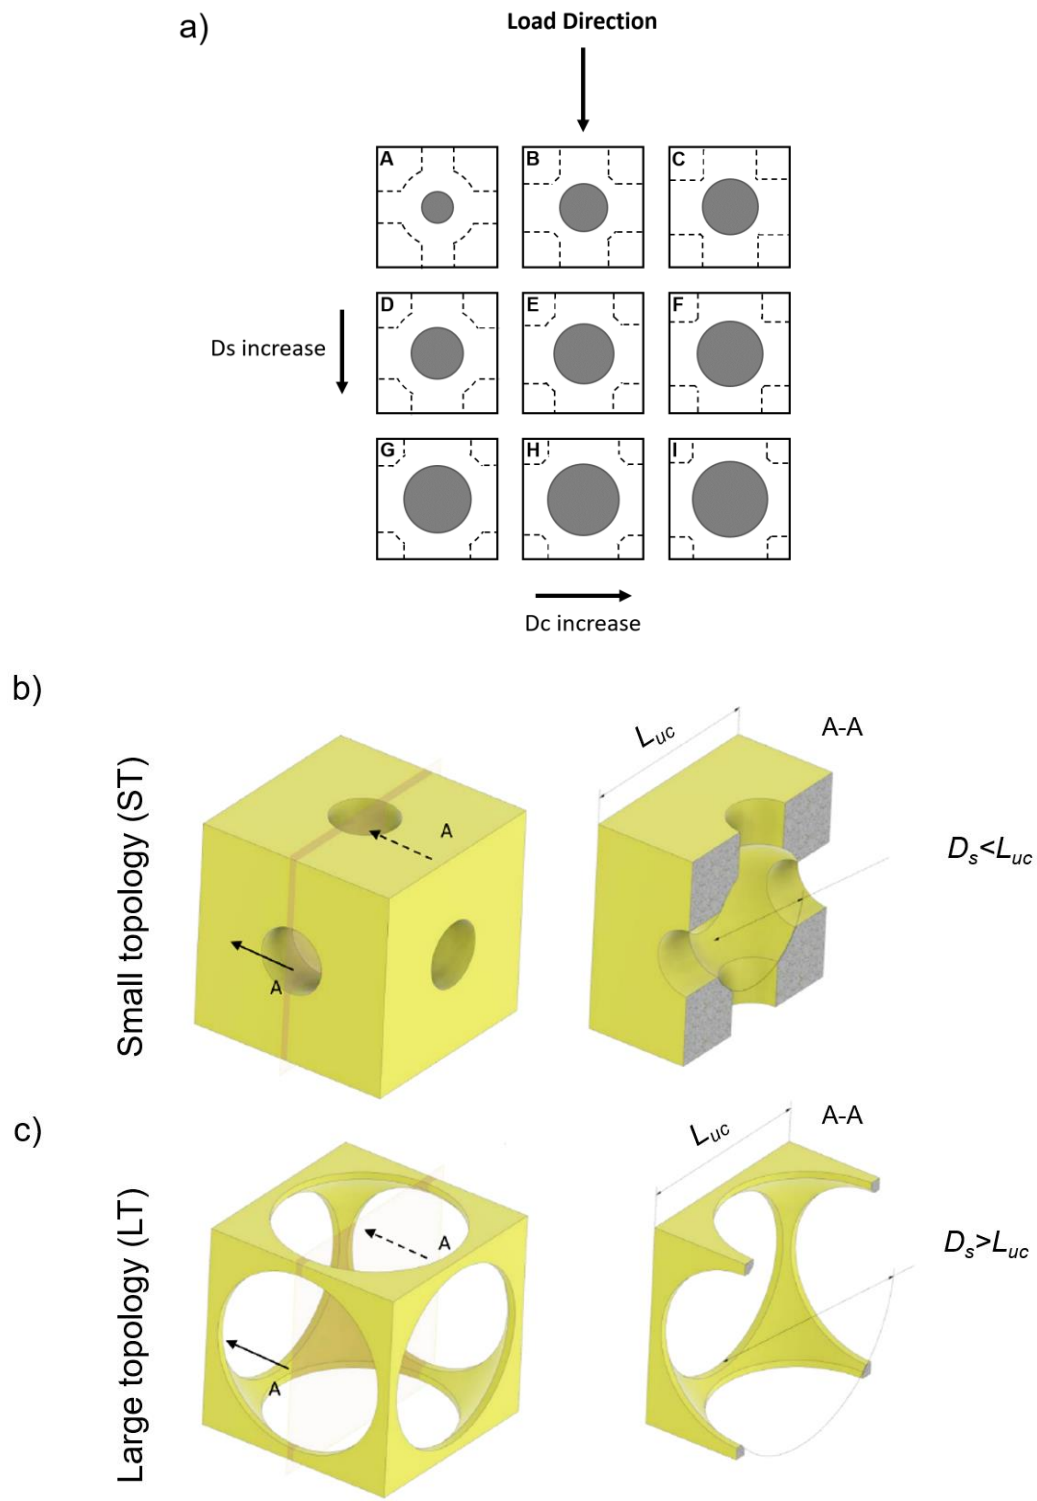 a)
Load Direction
A
B
C
D
E
F
G
H
I
Ds increase
Dc increase
b)
Small topology (ST)
A
A
Luc
A-A
Ds<Luc
c)
Large topology (LT)
A
A
Luc
A-A
Ds>Luc